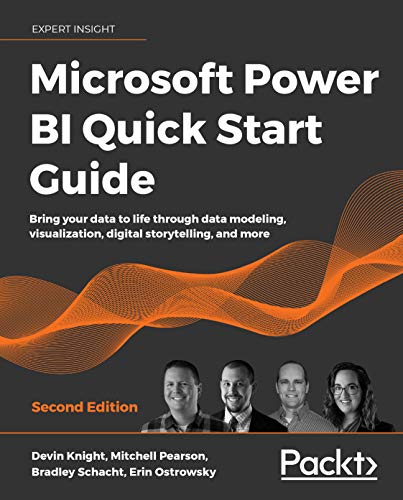 EXPERT INSIGHT
Microsoft Power
BI Quick Start
Guide
Bring your data to life through data modeling,
visualization, digital storytelling, and more
Second Edition
Devin Knight, Mitchell Pearson,
Bradley Schacht, Erin Ostrowsky
Packt>